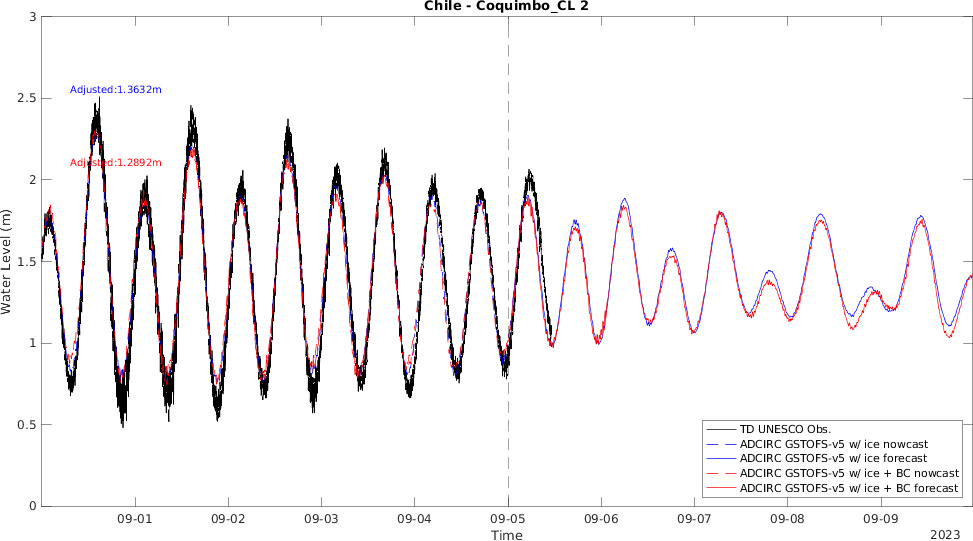 Chile - Coquimbo_CL 2
3
2.5
2
1.5
1
0.5
0
Water Level (m)
Adjusted:1.3632m
Adjusted:1.2892m
TD UNESCO Obs.
ADCIRC GSTOFS-v5 w/ ice nowcast
ADCIRC GSTOFS-v5 w/ ice forecast
ADCIRC GSTOFS-v5 w/ ice + BC nowcast
ADCIRC GSTOFS-v5 w/ ice + BC forecast
09-01 09-02 09-03 09-04 09-05 09-06 09-07 09-08 09-09
Time
2023